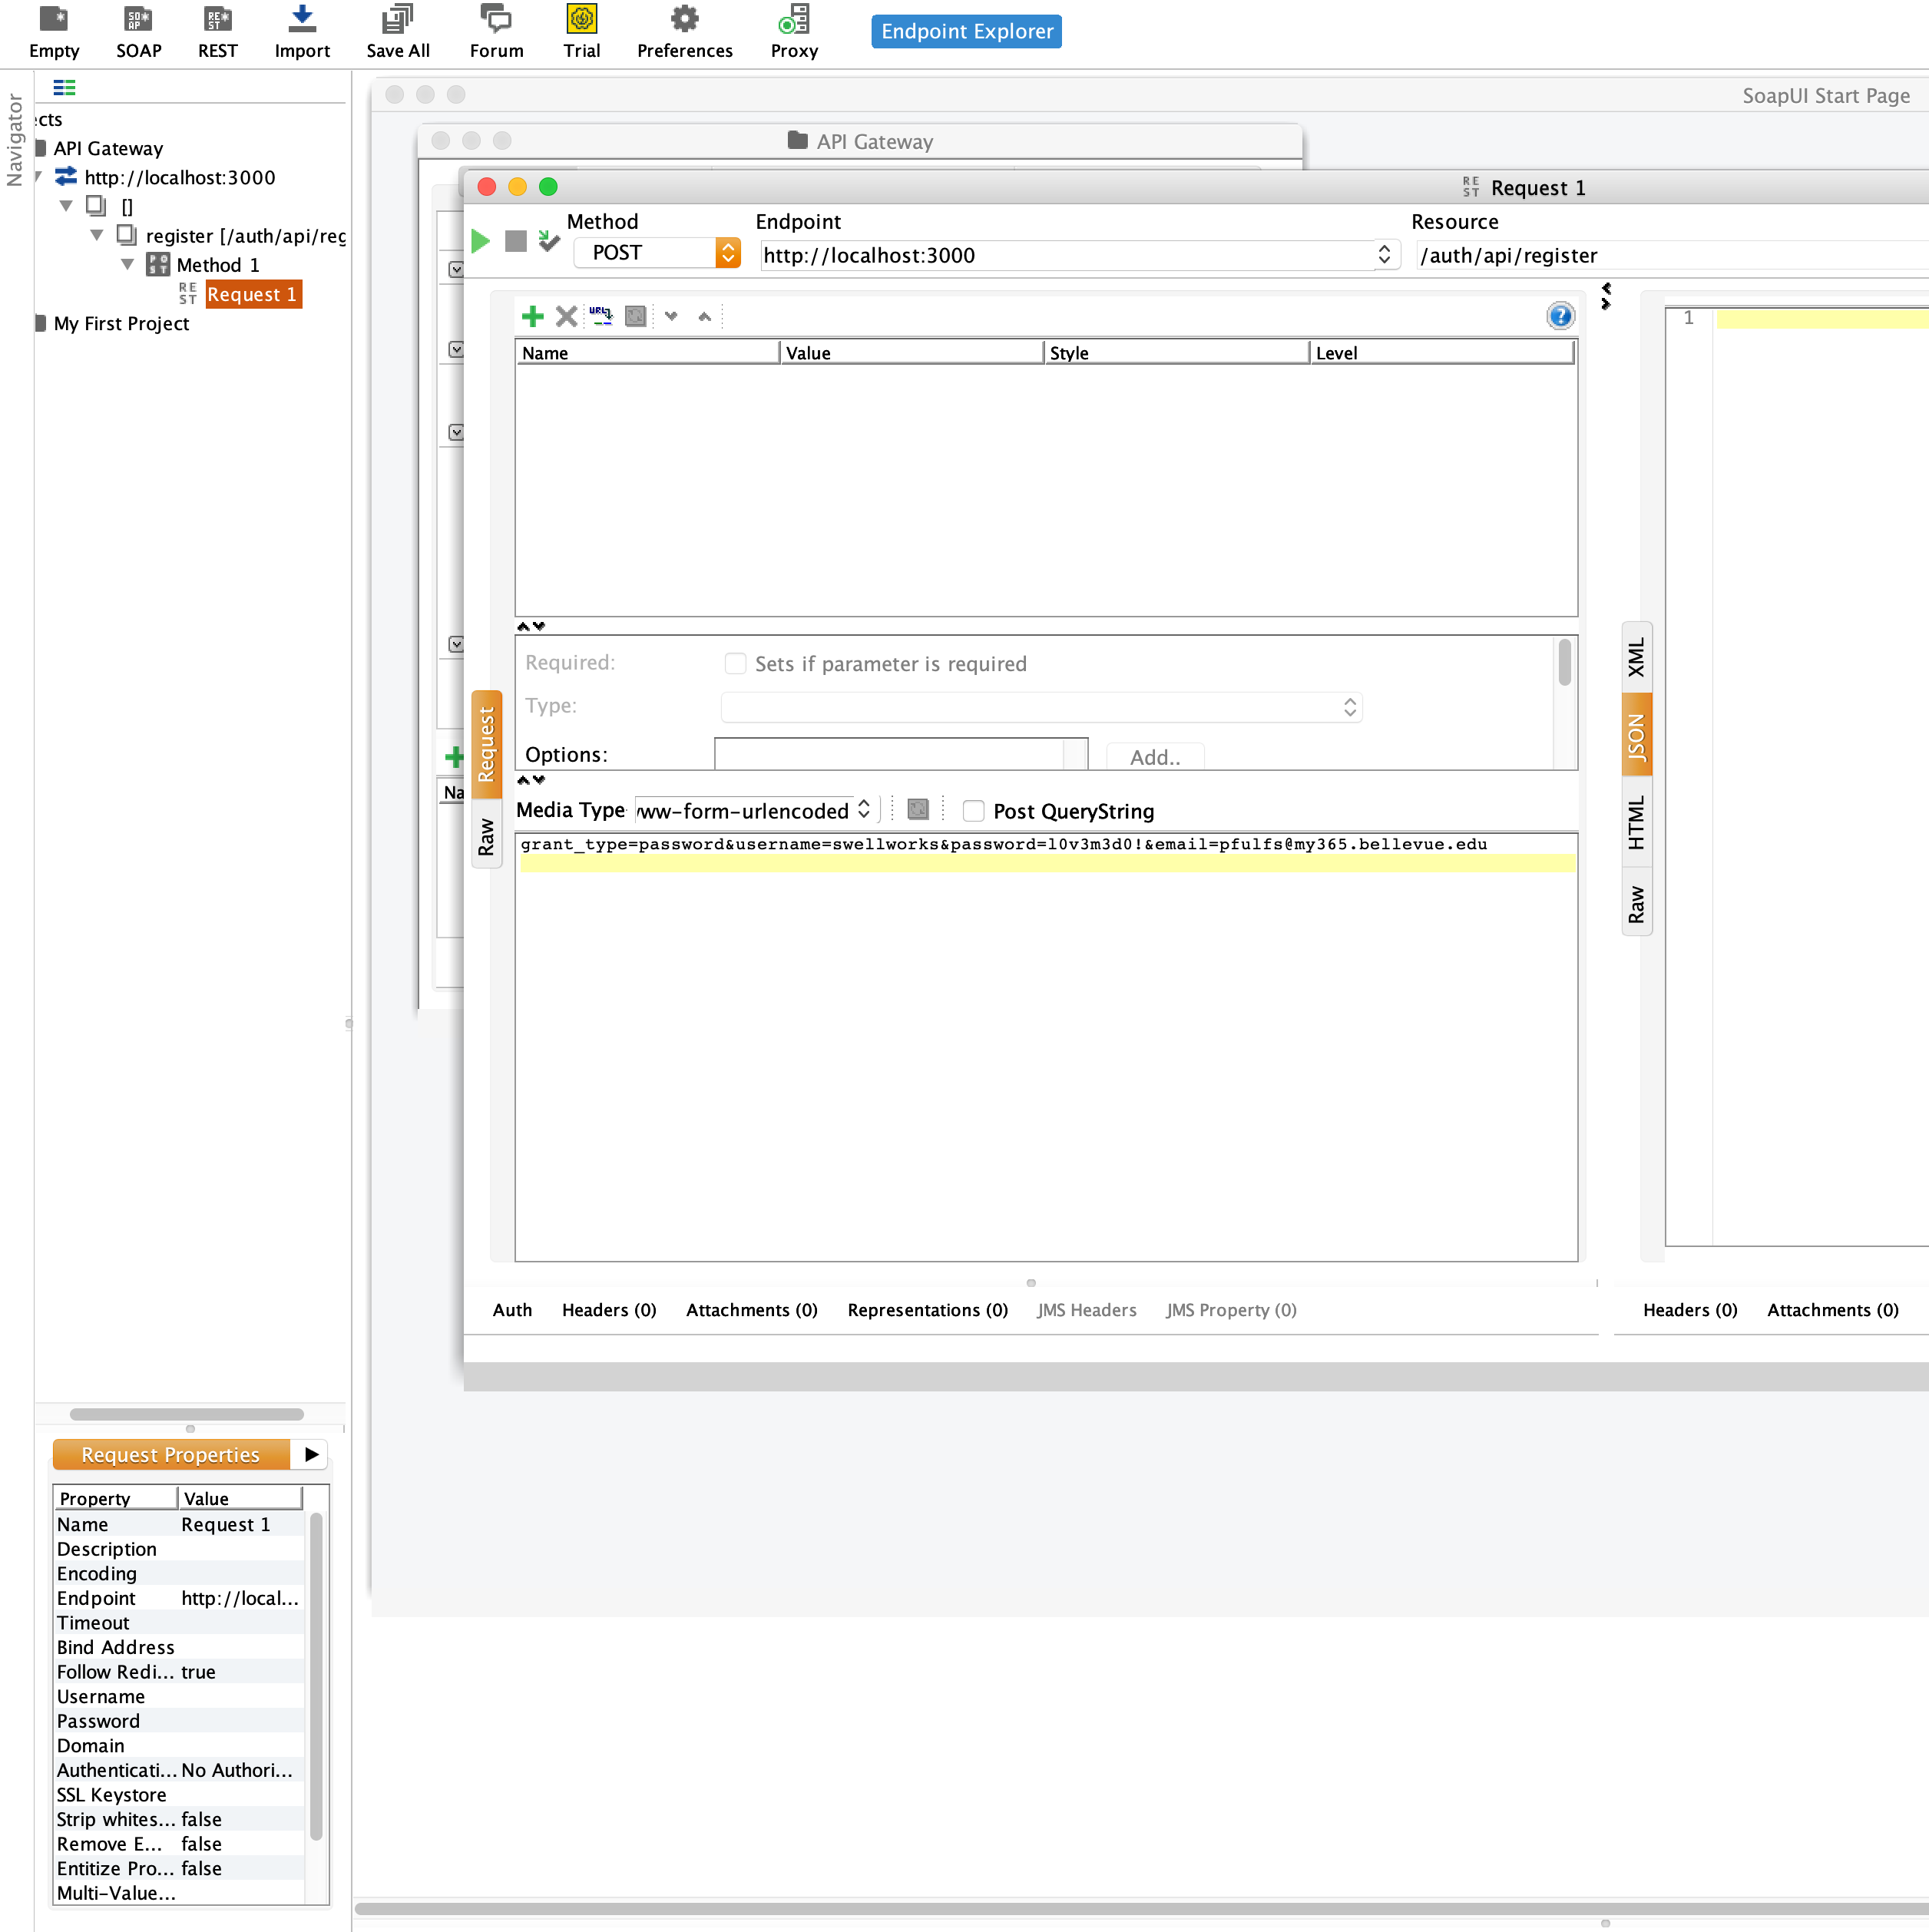 Empty SOAP REST Import Save All Forum Trial Preferences Proxy Endpoint Explorer
Navigator
ects
API Gateway
http://localhost:3000
[]
register [/auth/api/reg
Method 1
Request 1
My First Project
SoapUI Start Page
API Gateway
Request 1
Method Endpoint Resource
POST http://localhost:3000 /auth/api/register
Name Value Style Level
1
Required: Sets if parameter is required
Type:
Options: Add..
Na
Request
Raw
Media Type ww-form-urlencoded Post QueryString
grant_type=password&username=swellworks&password=l0v3m3d0!&email=pfulfs@my365.bellevue.edu
XML
JSON
HTML
Raw
Auth Headers (0) Attachments (0) Representations (0) JMS Headers JMS Property (0)
Headers (0) Attachments (0)
Request Properties
Property Value
Name Request 1
Description
Encoding
Endpoint http://local...
Timeout
Bind Address
Follow Redi... true
Username
Password
Domain
Authenticati... No Authori...
SSL Keystore
Strip whites... false
Remove E... false
Entitize Pro... false
Multi-Value...